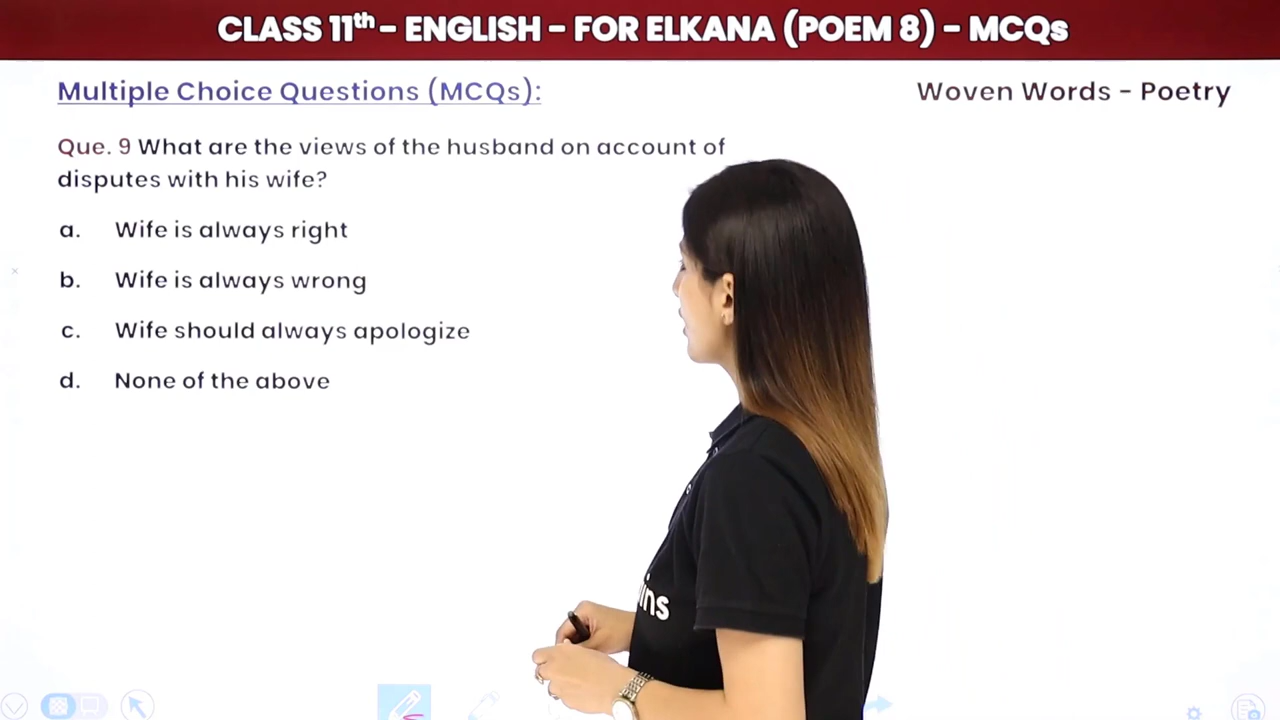 CLASS 11th - ENGLISH - FOR ELKANA (POEM 8) - MCQs
Multiple Choice Questions (MCQs):
Woven Words - Poetry
Que. 9 What are the views of the husband on account of
disputes with his wife?
a. Wife is always right
b. Wife is always wrong
c. Wife should always apologize
d. None of the above
ins